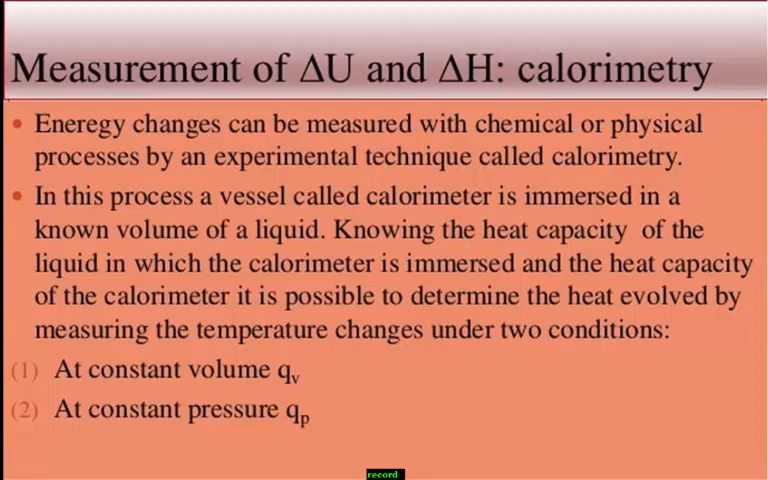 Measurement of ΔU and ΔH: calorimetry
• Eneregy changes can be measured with chemical or physical
processes by an experimental technique called calorimetry.
• In this process a vessel called calorimeter is immersed in a
known volume of a liquid. Knowing the heat capacity of the
liquid in which the calorimeter is immersed and the heat capacity
of the calorimeter it is possible to determine the heat evolved by
measuring the temperature changes under two conditions:
(1) At constant volume qᵥ
(2) At constant pressure qₚ
record